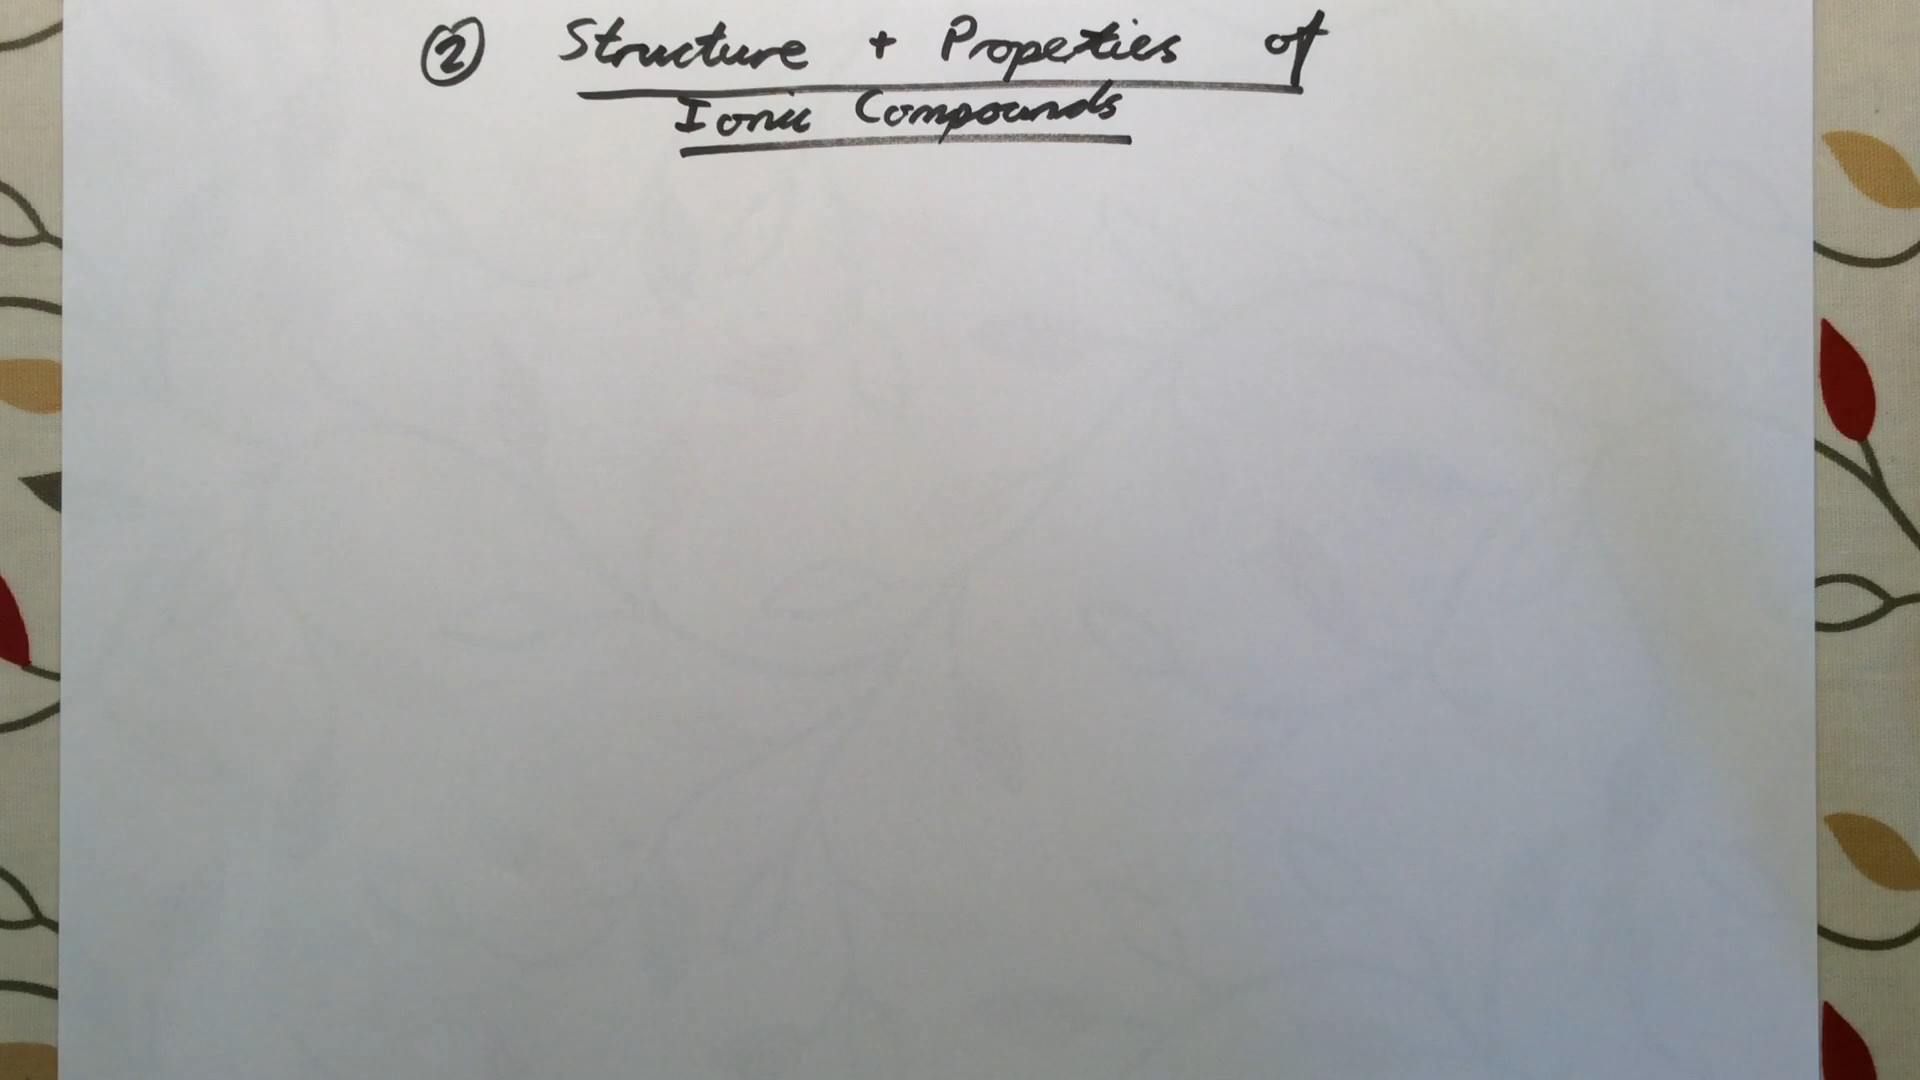 ② Structure + Properties of
Ionic Compounds